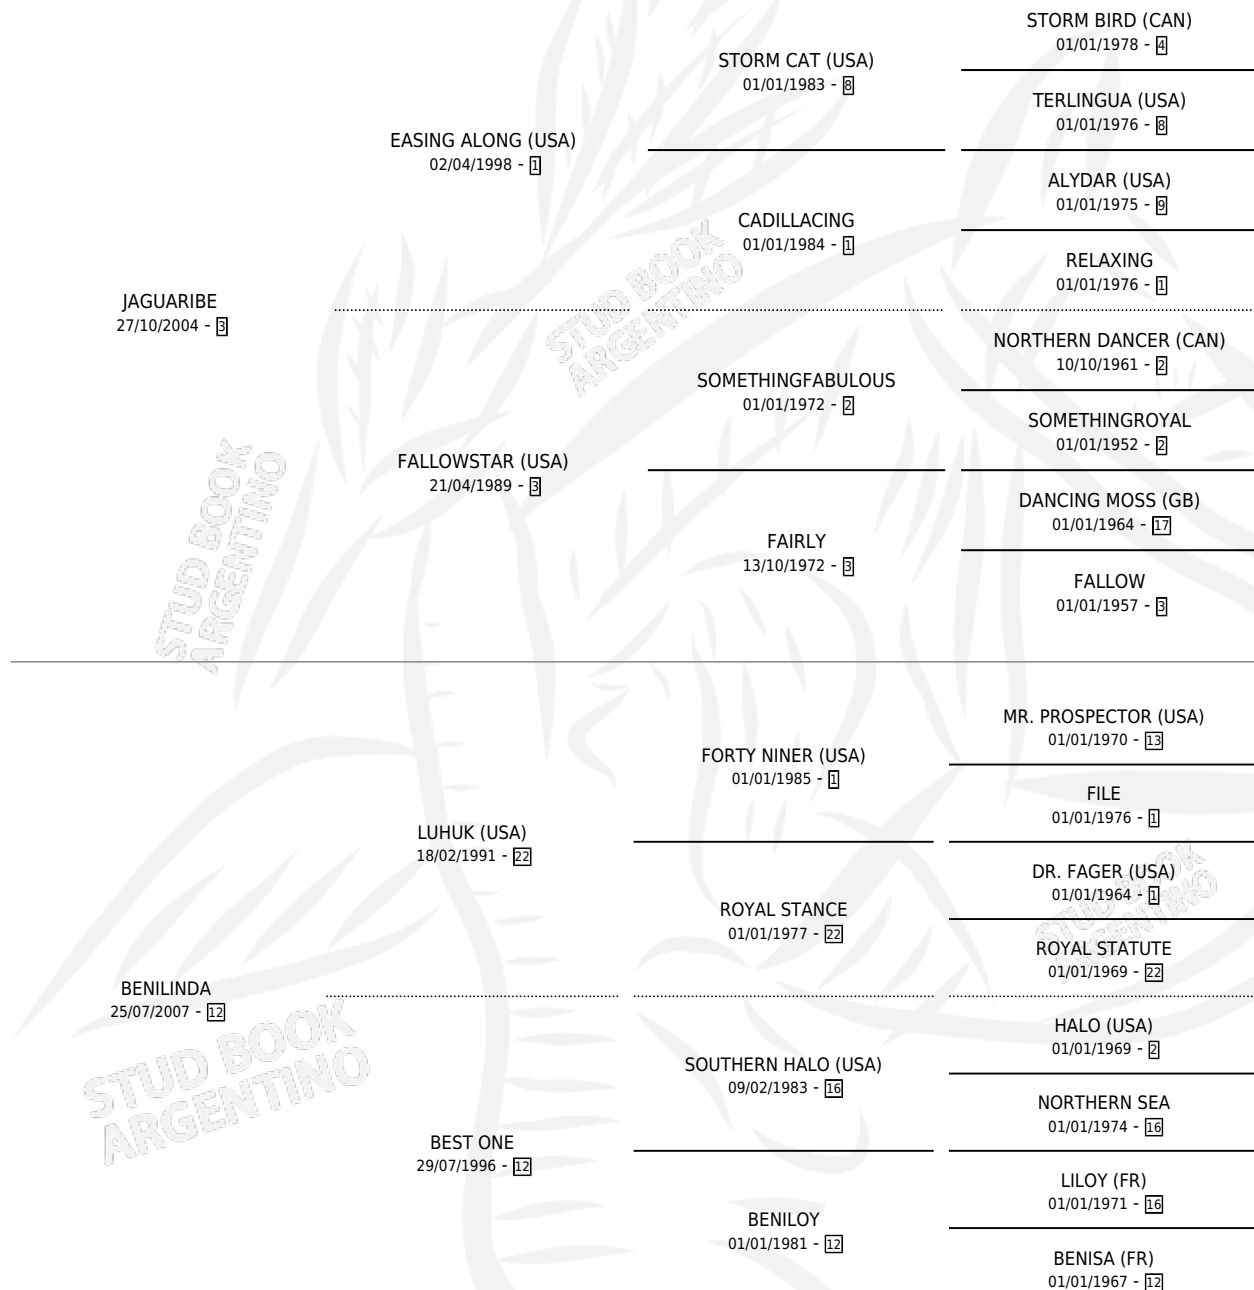 STORM BIRD (CAN)
01/01/1978 - 4
STORM CAT (USA)
01/01/1983 - 8
TERLINGUA (USA)
01/01/1976 - 8
EASING ALONG (USA)
02/04/1998 - 1
ALYDAR (USA)
01/01/1975 - 9
CADILLACING
01/01/1984 - 1
RELAXING
01/01/1976 - 1
JAGUARIBE
27/10/2004 - 3
NORTHERN DANCER (CAN)
10/10/1961 - 2
SOMETHINGFABULOUS
01/01/1972 - 2
SOMETHINGROYAL
01/01/1952 - 2
FALLOWSTAR (USA)
21/04/1989 - 3
DANCING MOSS (GB)
01/01/1964 - 17
FAIRLY
13/10/1972 - 3
FALLOW
01/01/1957 - 3
MR. PROSPECTOR (USA)
01/01/1970 - 13
FORTY NINER (USA)
01/01/1985 - 1
FILE
01/01/1976 - 1
LUHUK (USA)
18/02/1991 - 22
DR. FAGER (USA)
01/01/1964 - 1
ROYAL STANCE
01/01/1977 - 22
ROYAL STATUTE
01/01/1969 - 22
BENILINDA
25/07/2007 - 12
HALO (USA)
01/01/1969 - 2
SOUTHERN HALO (USA)
09/02/1983 - 16
NORTHERN SEA
01/01/1974 - 16
BEST ONE
29/07/1996 - 12
LILOY (FR)
01/01/1971 - 16
BENILOY
01/01/1981 - 12
BENISA (FR)
01/01/1967 - 12
STUD BOOK
ARGENTINO
STUD BOOK
ARGENTINO
STUD BOOK
ARGENTINO
STUD BOOK
ARGENTINO